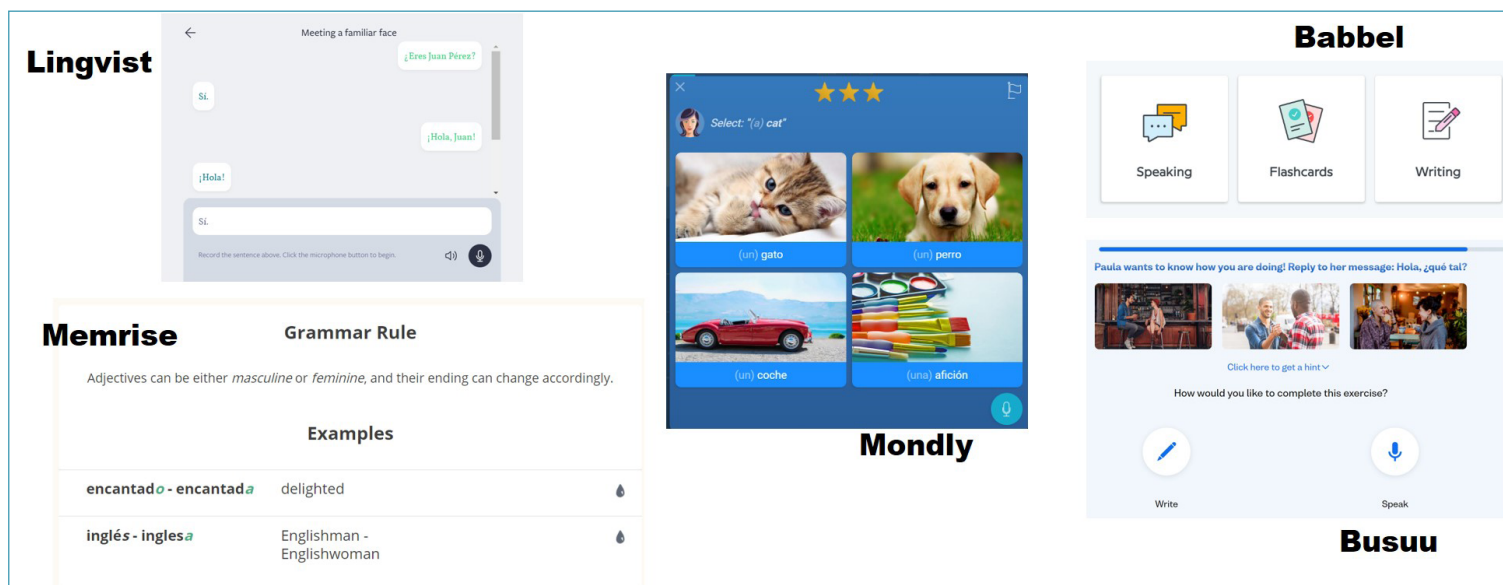 Lingvist
Meeting a familiar face
¿Eres Juan Pérez?
Sí.
¡Hola, Juan!
¡Hola!
Sí.
Record the sentence above. Click the microphone button to begin.
Memrise
Grammar Rule
Adjectives can be either masculine or feminine, and their ending can change accordingly.
Examples
encantado - encantada delighted
inglés - inglesa Englishman -
Englishwoman
Select: "(a) cat"
(un) gato
(un) perro
(un) coche
(una) afición
Mondly
Babbel
Speaking
Flashcards
Writing
Paula wants to know how you are doing! Reply to her message: Hola, ¿qué tal?
Click here to get a hint
How would you like to complete this exercise?
Write
Speak
Busuu